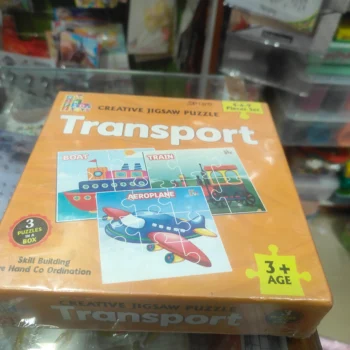 CREATIVE JIGSAW PUZZLE
Transport
BOAT
TRAIN
AEROPLANE
3
PUZZLES
IN A
BOX
Skill Building
Hand Co Ordination
3+
AGE
CREATIVE JIGSAW PUZZLE
Transport